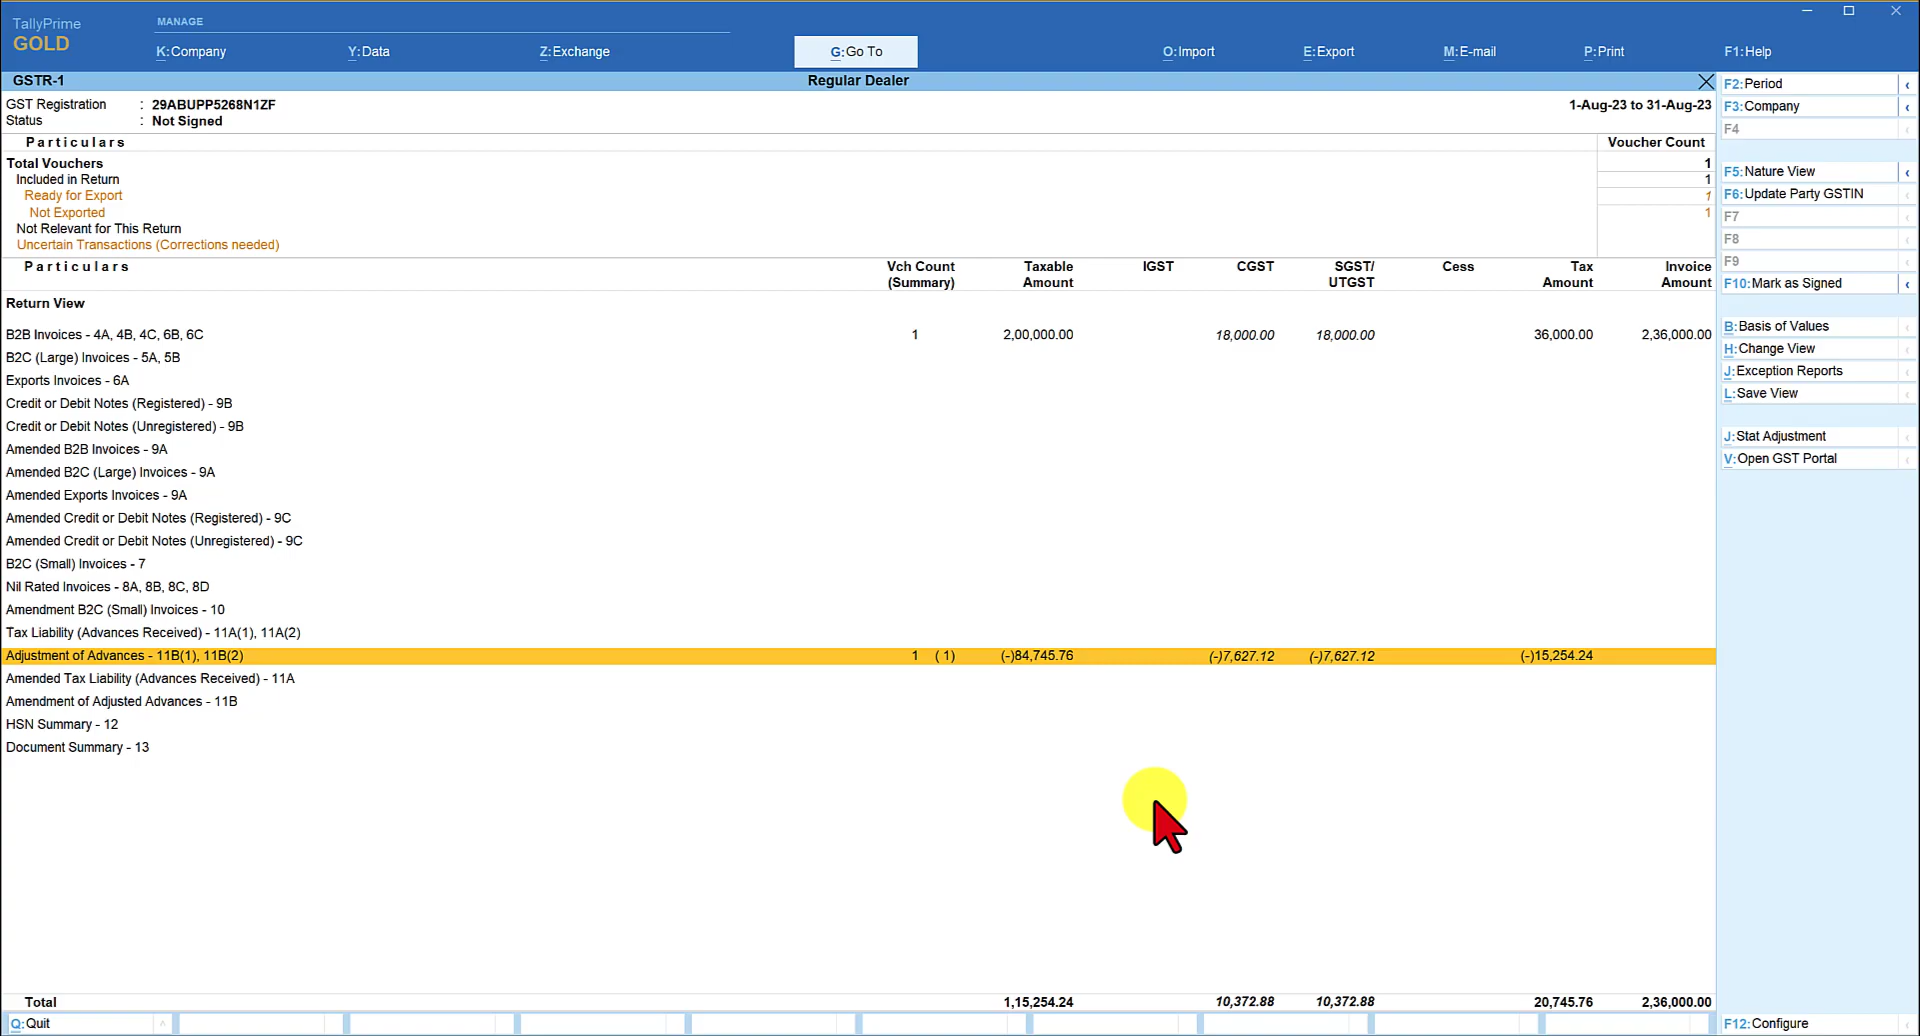 TallyPrime
GOLD
MANAGE
K:Company Y:Data Z:Exchange G:Go To O:Import E:Export M:E-mail P:Print F1:Help
GSTR-1 Regular Dealer
GST Registration : 29ABUPP5268N1ZF 1-Aug-23 to 31-Aug-23
Status : Not Signed
Particulars Voucher Count
Total Vouchers 1
Included in Return 1
Ready for Export 1
Not Exported 1
Not Relevant for This Return
Uncertain Transactions (Corrections needed)
Particulars Vch Count Taxable IGST CGST SGST/ Cess Tax Invoice
(Summary) Amount UTGST Amount Amount
Return View
B2B Invoices - 4A, 4B, 4C, 6B, 6C 1 2,00,000.00 18,000.00 18,000.00 36,000.00 2,36,000.00
B2C (Large) Invoices - 5A, 5B
Exports Invoices - 6A
Credit or Debit Notes (Registered) - 9B
Credit or Debit Notes (Unregistered) - 9B
Amended B2B Invoices - 9A
Amended B2C (Large) Invoices - 9A
Amended Exports Invoices - 9A
Amended Credit or Debit Notes (Registered) - 9C
Amended Credit or Debit Notes (Unregistered) - 9C
B2C (Small) Invoices - 7
Nil Rated Invoices - 8A, 8B, 8C, 8D
Amendment B2C (Small) Invoices - 10
Tax Liability (Advances Received) - 11A(1), 11A(2)
Adjustment of Advances - 11B(1), 11B(2) 1 ( 1) (-)84,745.76 (-)7,627.12 (-)7,627.12 (-)15,254.24
Amended Tax Liability (Advances Received) - 11A
Amendment of Adjusted Advances - 11B
HSN Summary - 12
Document Summary - 13
Total 1,15,254.24 10,372.88 10,372.88 20,745.76 2,36,000.00
Q:Quit
F2:Period
F3:Company
F4
F5:Nature View
F6:Update Party GSTIN
F7
F8
F9
F10:Mark as Signed
B:Basis of Values
H:Change View
J:Exception Reports
L:Save View
J:Stat Adjustment
V:Open GST Portal
F12:Configure